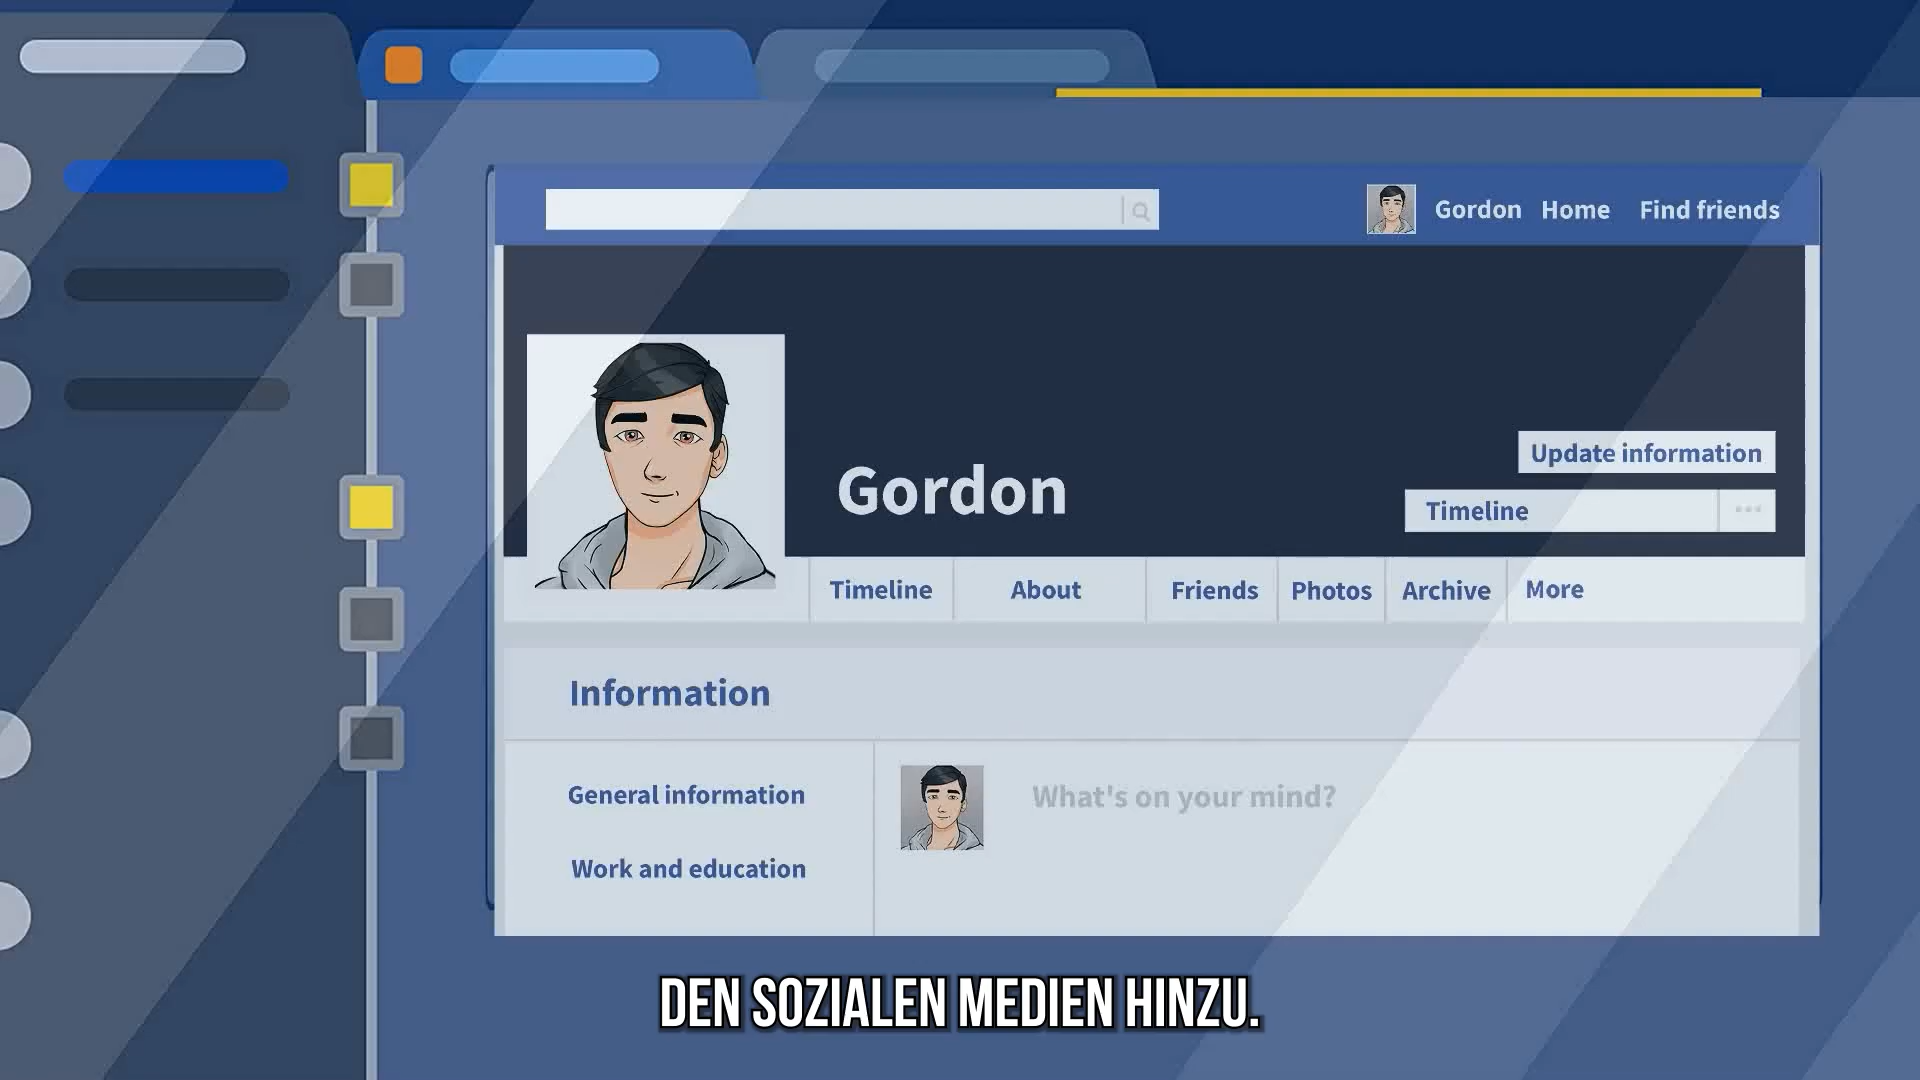 Gordon Home Find friends
Gordon
Update information
Timeline
Timeline About Friends Photos Archive More
Information
General information
What's on your mind?
Work and education
DEN SOZIALEN MEDIEN HINZU.